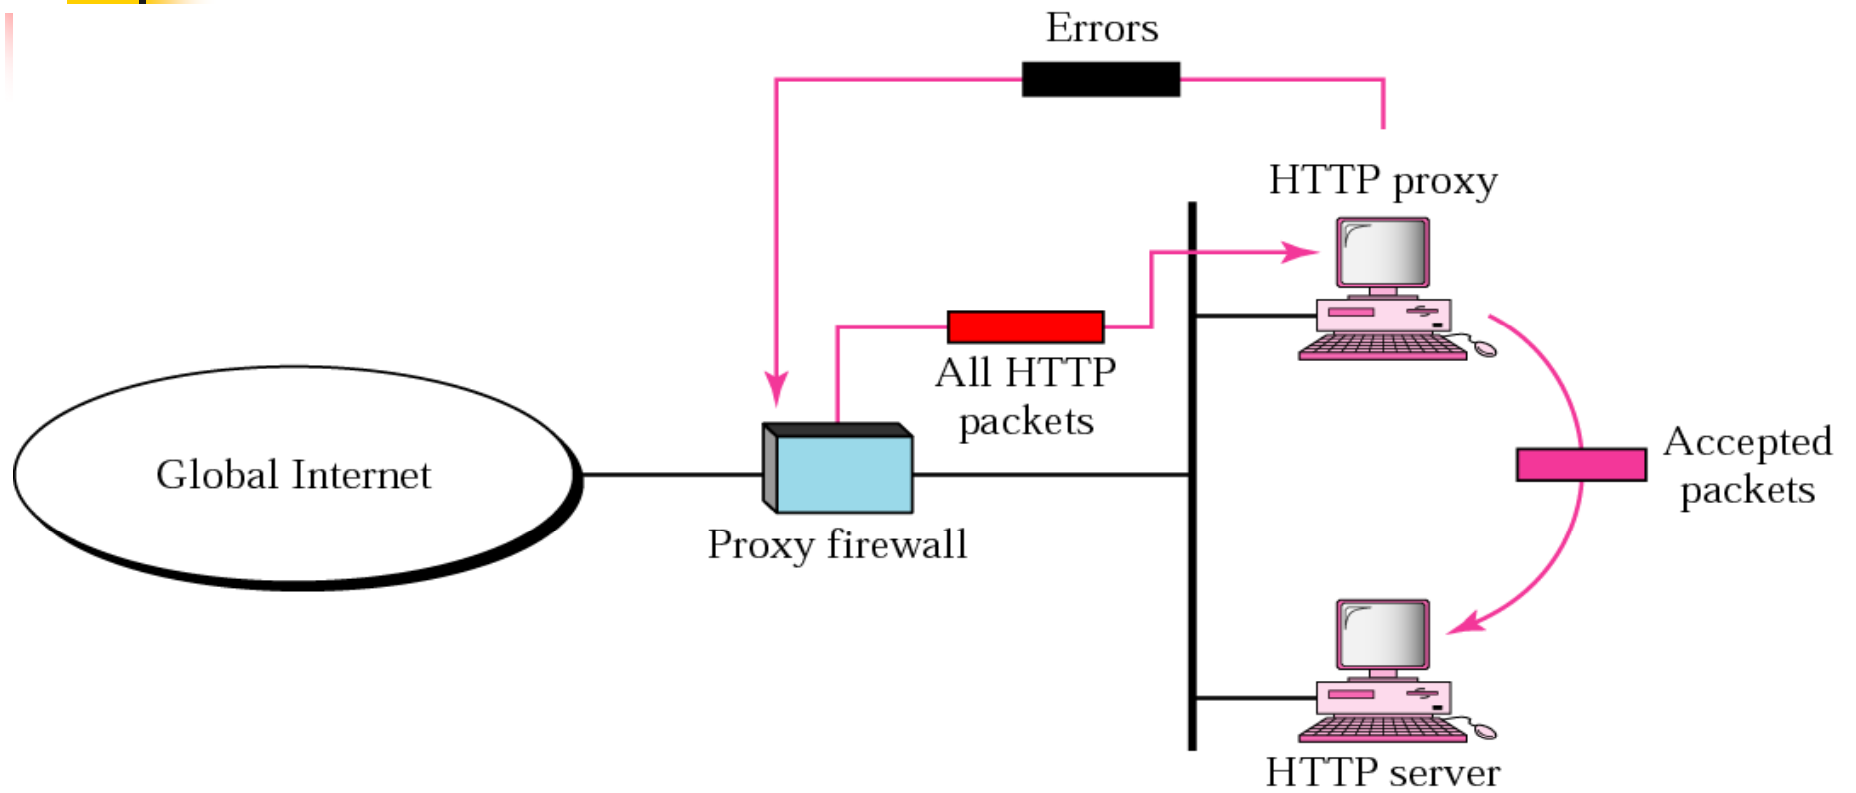 Errors
HTTP proxy
All HTTP
packets
Accepted
packets
Global Internet
Proxy firewall
HTTP server